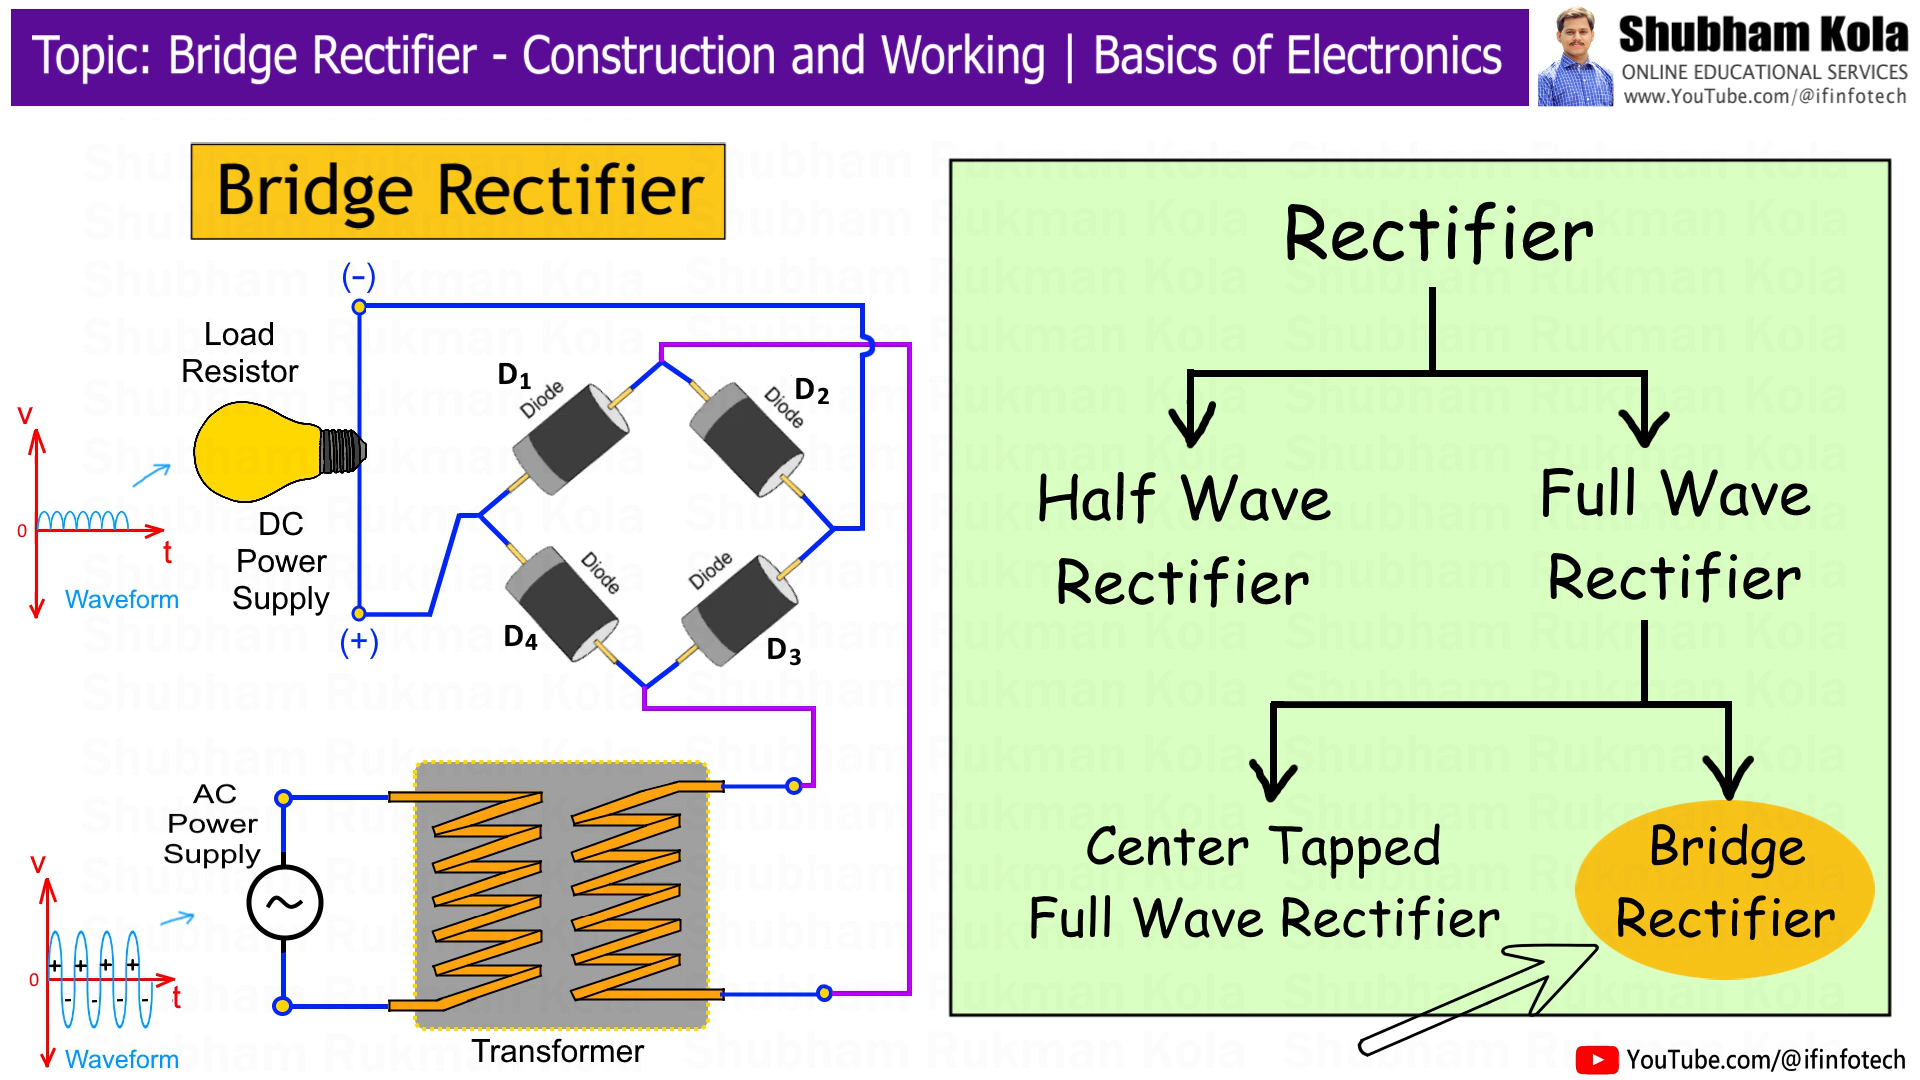 Topic: Bridge Rectifier - Construction and Working | Basics of Electronics
Shubham Kola
ONLINE EDUCATIONAL SERVICES
www.YouTube.com/@ifinfotech
Bridge Rectifier
(-)
Load
Resistor
D1
Diode
D2
Diode
V
0
t
Waveform
DC
Power
Supply
(+)
Diode
D4
Diode
D3
AC
Power
Supply
V
0
+ + + +
- - - -
t
Waveform
Transformer
Rectifier
Half Wave
Rectifier
Full Wave
Rectifier
Center Tapped
Full Wave Rectifier
Bridge
Rectifier
YouTube.com/@ifinfotech
Shubham Rukman Kola